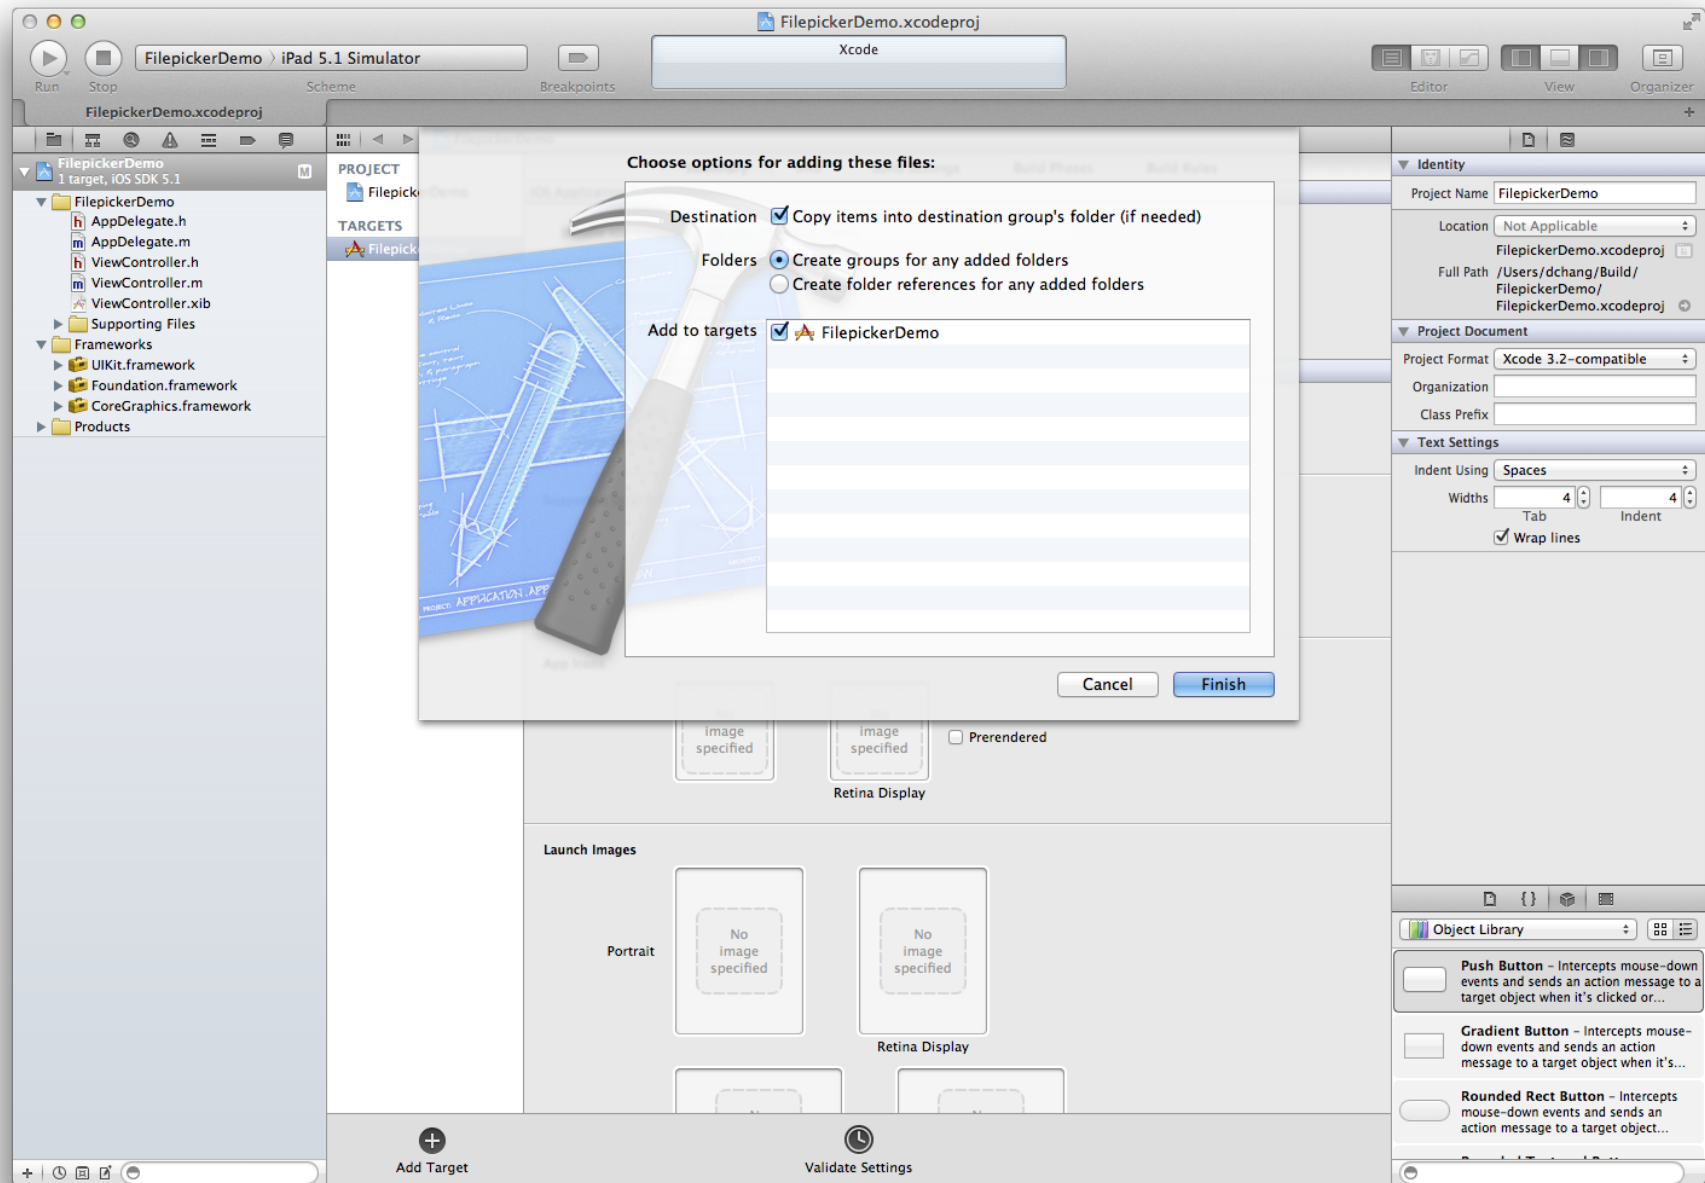 FilepickerDemo.xcodeproj
FilepickerDemo 〉 iPad 5.1 Simulator
Xcode
Run
Stop
Scheme
Breakpoints
Editor
View
Organizer
FilepickerDemo.xcodeproj
FilepickerDemo
1 target, iOS SDK 5.1
M
FilepickerDemo
AppDelegate.h
AppDelegate.m
ViewController.h
ViewController.m
ViewController.xib
Supporting Files
Frameworks
UIKit.framework
Foundation.framework
CoreGraphics.framework
Products
PROJECT
Filepick
TARGETS
Filepick
Choose options for adding these files:
Destination Copy items into destination group's folder (if needed)
Folders Create groups for any added folders
Create folder references for any added folders
Add to targets FilepickerDemo
PROJECT: APPLICATION.APP
Cancel
Finish
App Icons
image
specified
image
specified
Prerendered
Retina Display
Launch Images
Portrait
No
image
specified
No
image
specified
Retina Display
Add Target
Validate Settings
Identity
Project Name FilepickerDemo
Location Not Applicable
FilepickerDemo.xcodeproj
Full Path /Users/dchang/Build/
FilepickerDemo/
FilepickerDemo.xcodeproj
Project Document
Project Format Xcode 3.2-compatible
Organization
Class Prefix
Text Settings
Indent Using Spaces
Widths 4 4
Tab Indent
Wrap lines
{ }
Object Library
Push Button - Intercepts mouse-down
events and sends an action message to a
target object when it's clicked or...
Gradient Button - Intercepts mouse-
down events and sends an action
message to a target object when it's...
Rounded Rect Button - Intercepts
mouse-down events and sends an
action message to a target object...